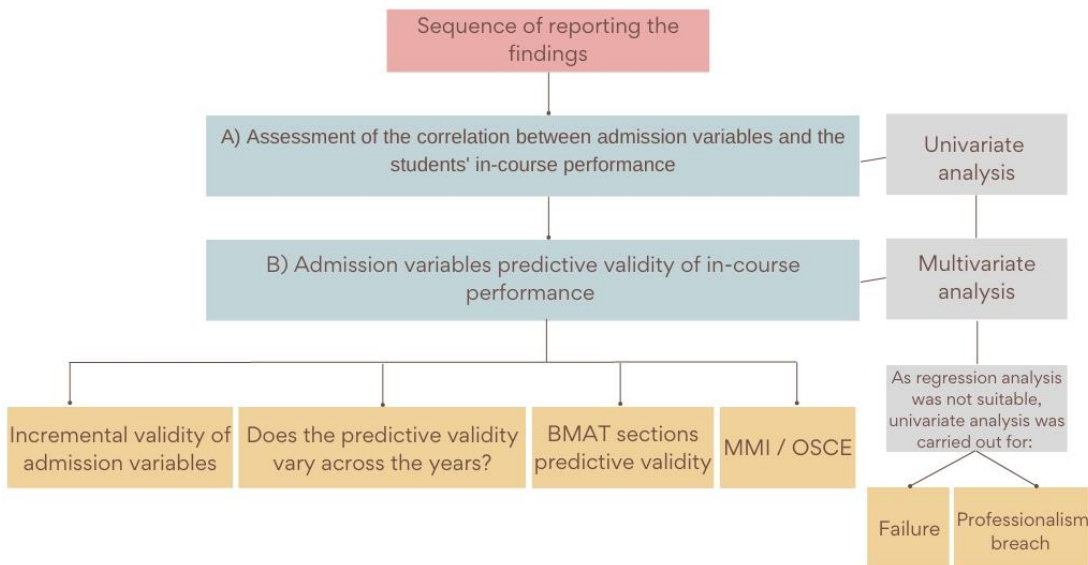 Sequence of reporting the
findings
A) Assessment of the correlation between admission variables and the
students' in-course performance
Univariate
analysis
B) Admission variables predictive validity of in-course
performance
Multivariate
analysis
As regression analysis
was not suitable,
univariate analysis was
carried out for:
Incremental validity of
admission variables
Does the predictive validity
vary across the years?
BMAT sections
predictive validity
MMI / OSCE
Failure
Professionalism
breach